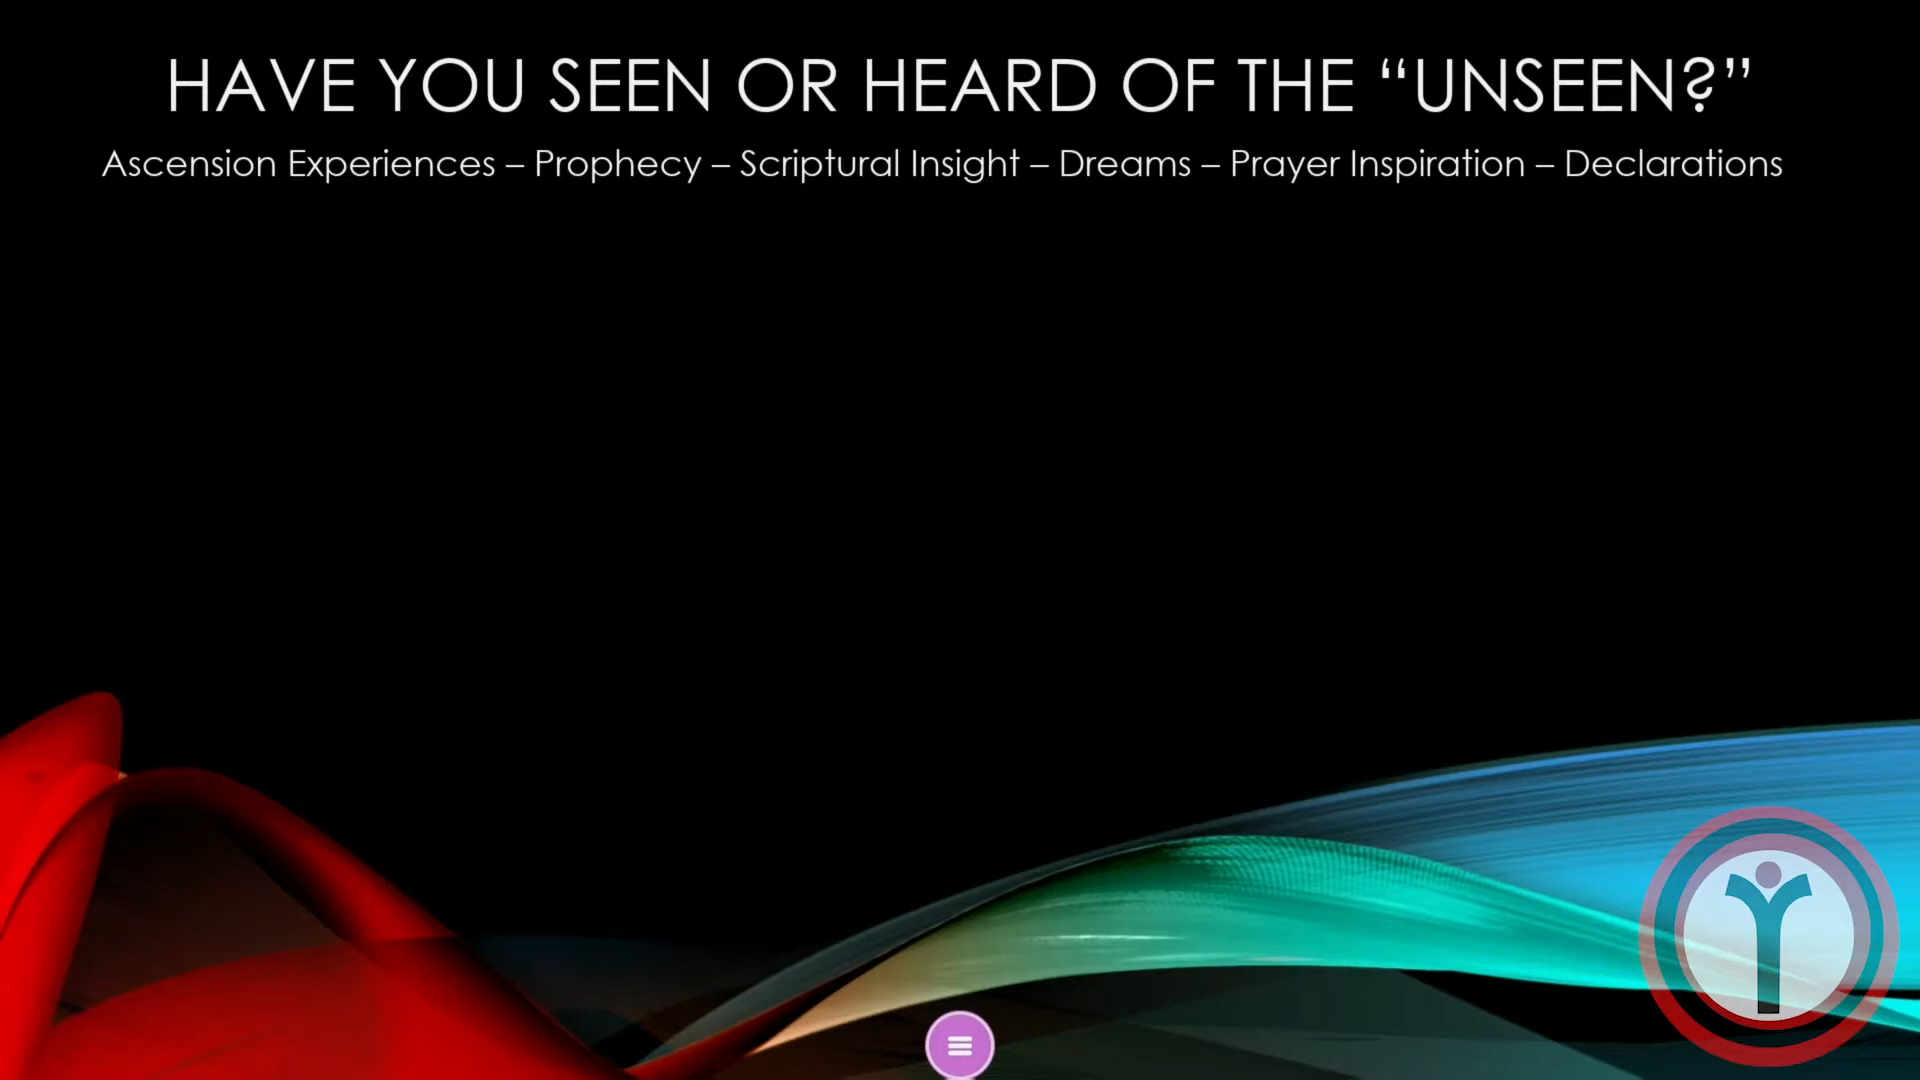 HAVE YOU SEEN OR HEARD OF THE “UNSEEN?”
Ascension Experiences – Prophecy – Scriptural Insight – Dreams – Prayer Inspiration – Declarations